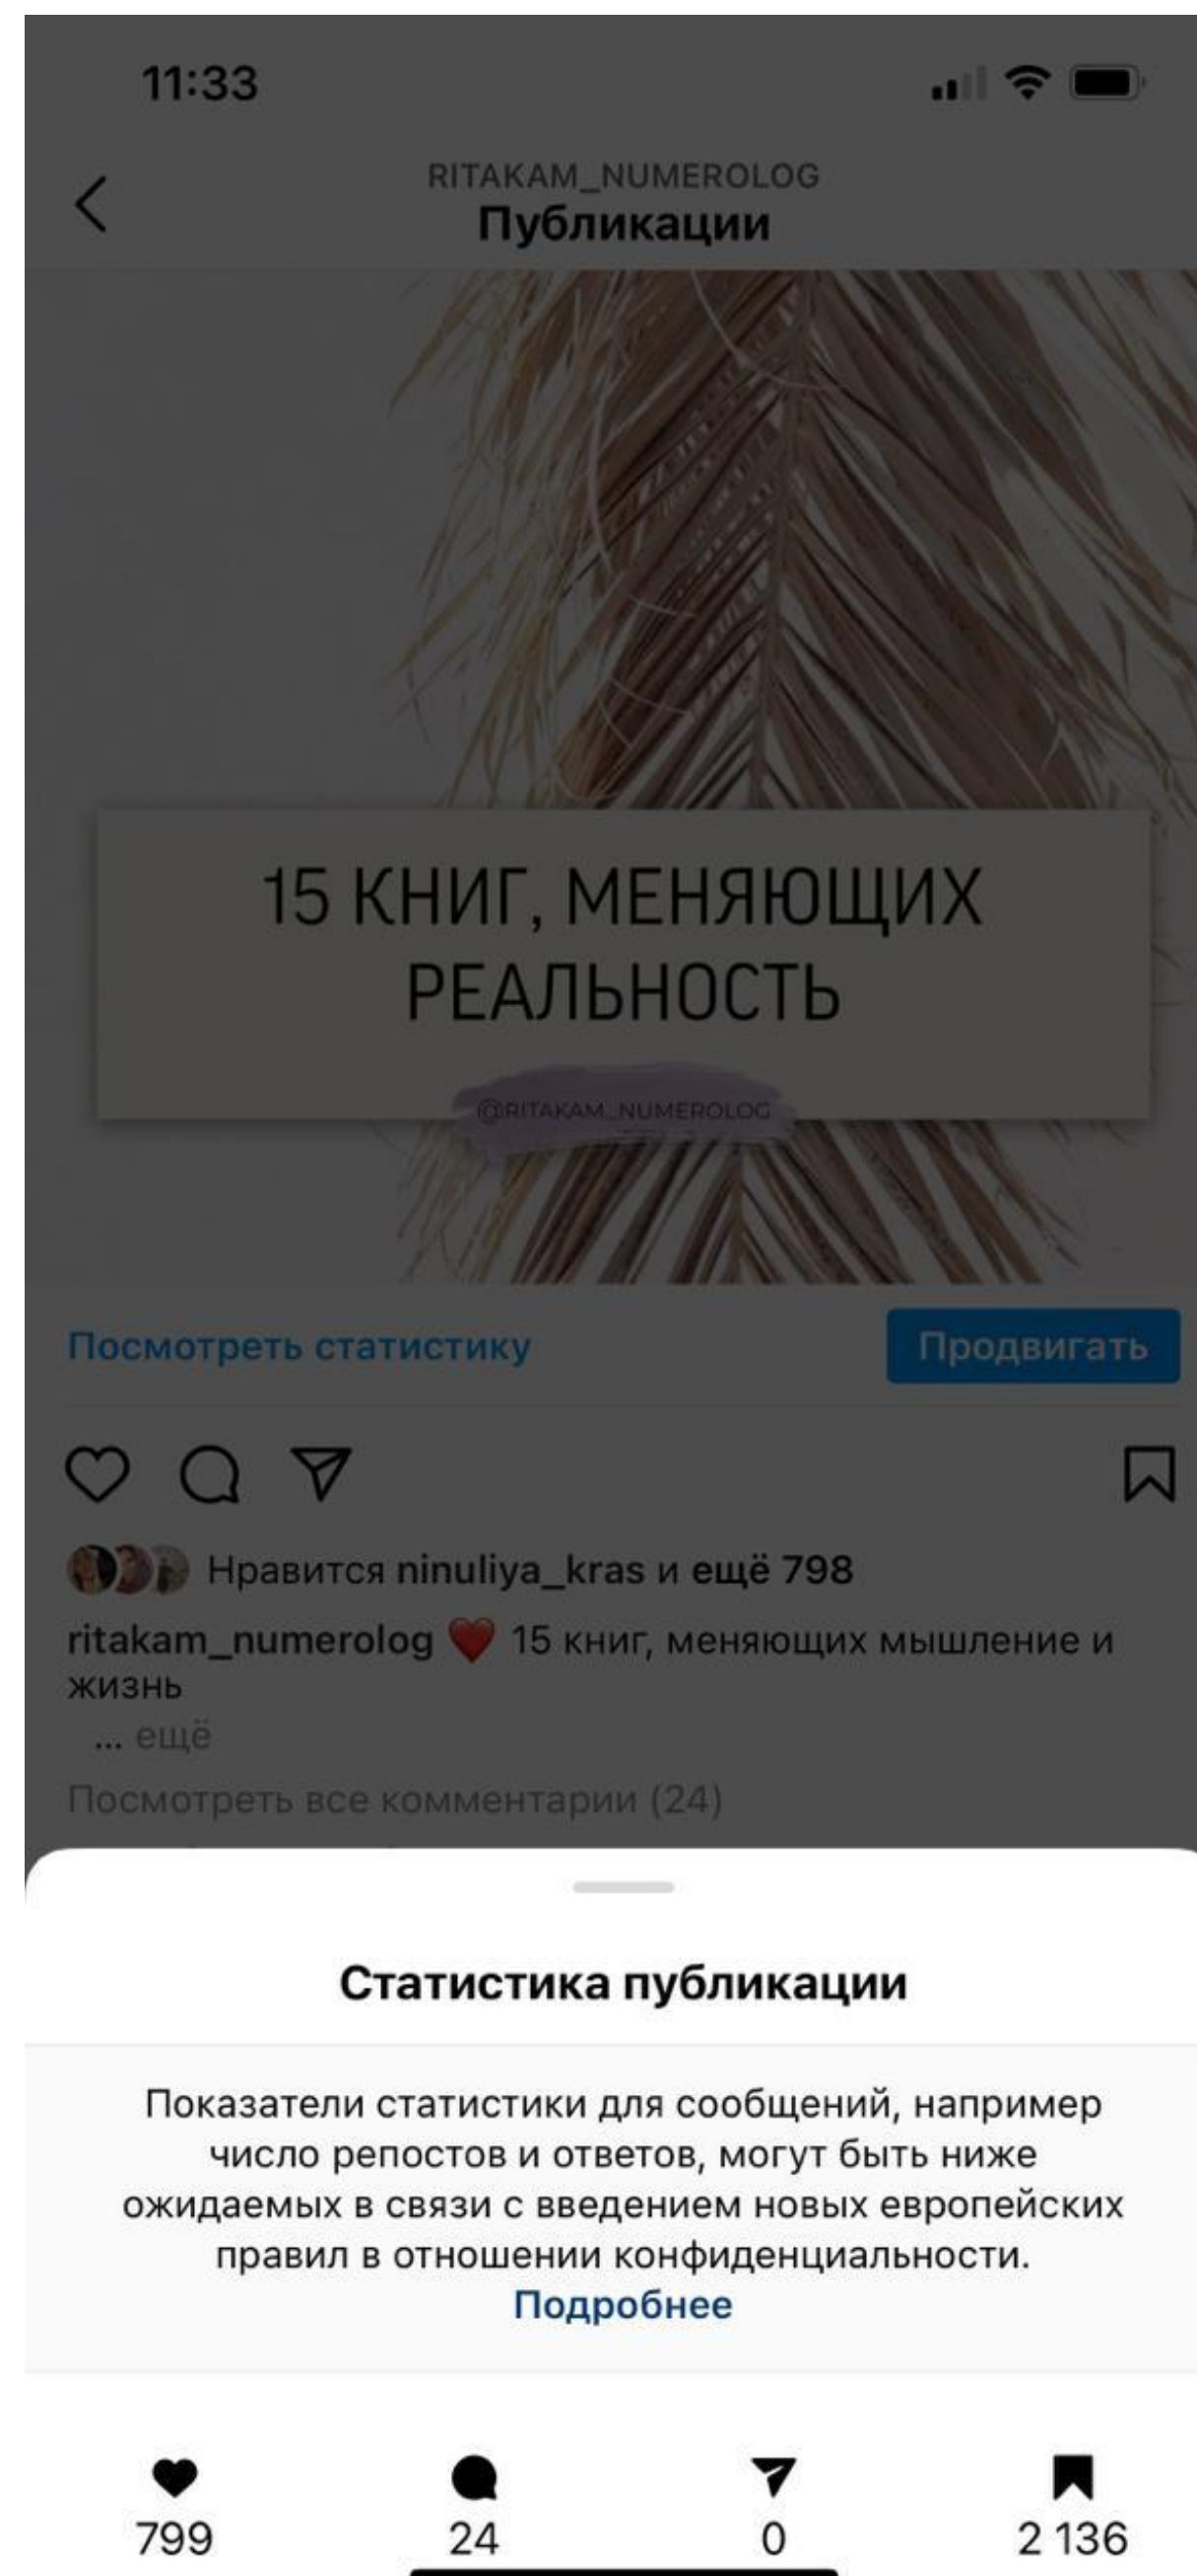 11:33
RITAKAM_NUMEROLOG
Публикации
15 КНИГ, МЕНЯЮЩИХ
РЕАЛЬНОСТЬ
@RITAKAM_NUMEROLOG
Посмотреть статистику
Продвигать
Нравится ninuliya_kras и ещё 798
ritakam_numerolog ❤️ 15 книг, меняющих мышление и
жизнь
... ещё
Посмотреть все комментарии (24)
Статистика публикации
Показатели статистики для сообщений, например
число репостов и ответов, могут быть ниже
ожидаемых в связи с введением новых европейских
правил в отношении конфиденциальности.
Подробнее
799 24 0 2 136